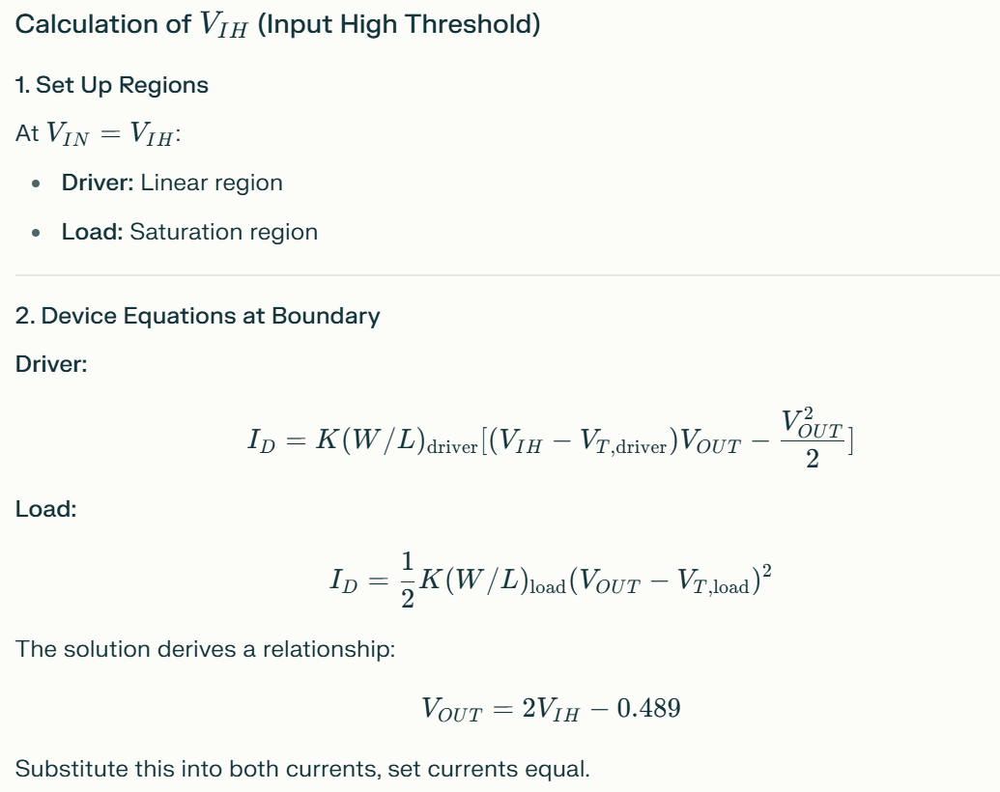 Calculation of $V_{IH}$ (Input High Threshold)
1. Set Up Regions
At $V_{IN} = V_{IH}$:
• Driver: Linear region
• Load: Saturation region
2. Device Equations at Boundary
Driver:
$I_D = K(W/L)_{\text{driver}}[(V_{IH} - V_{T,\text{driver}})V_{OUT} - \frac{V_{OUT}^2}{2}]$
Load:
$I_D = \frac{1}{2}K(W/L)_{\text{load}}(V_{OUT} - V_{T,\text{load}})^2$
The solution derives a relationship:
$V_{OUT} = 2V_{IH} - 0.489$
Substitute this into both currents, set currents equal.